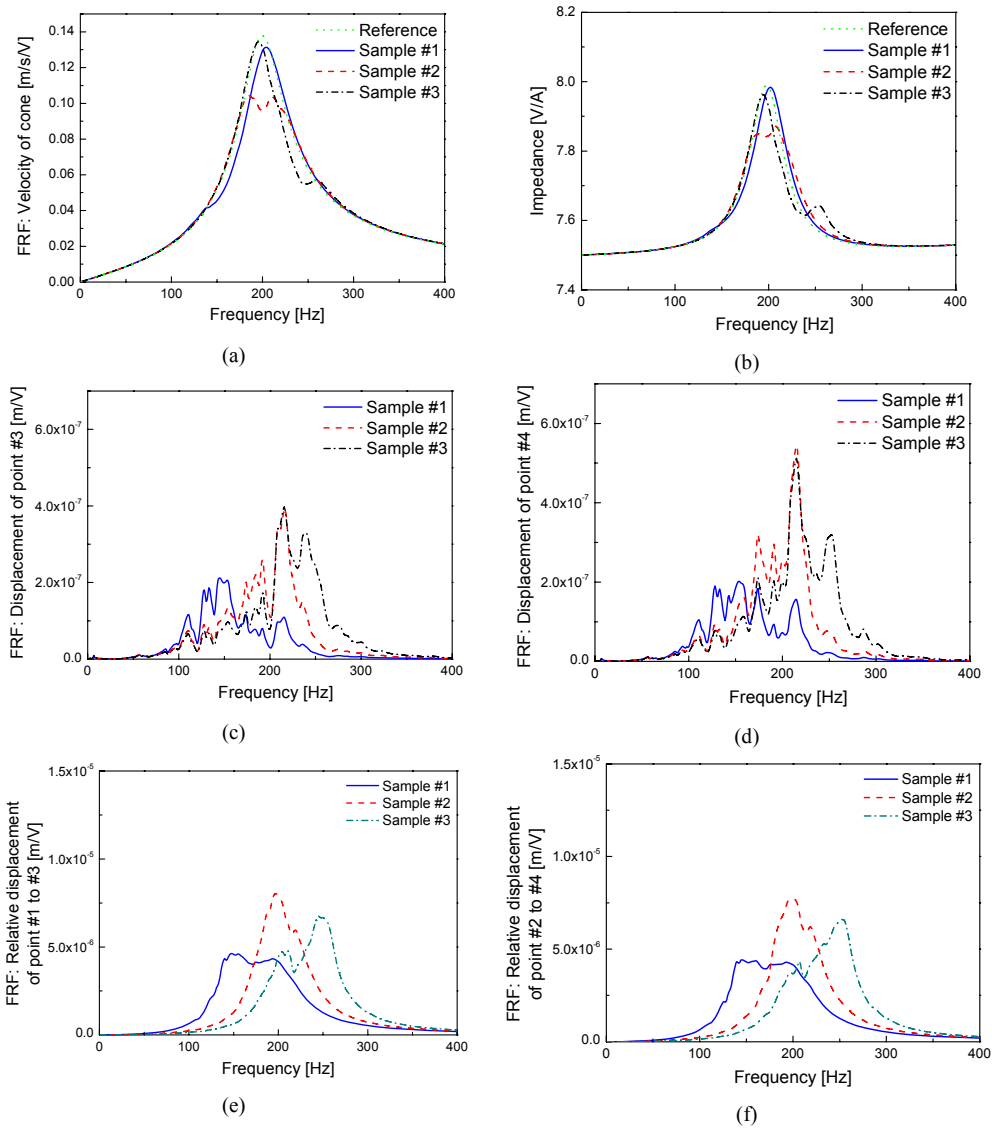 FRF: Velocity of cone [m/s/V]
0.14
0.12
0.10
0.08
0.06
0.04
0.02
0.00
0
100
200
300
400
Frequency [Hz]
Reference
Sample #1
Sample #2
Sample #3
(a)
Impedance [V/A]
8.2
8.0
7.8
7.6
7.4
0
100
200
300
400
Frequency [Hz]
Reference
Sample #1
Sample #2
Sample #3
(b)
FRF: Displacement of point #3 [m/V]
6.0x10-7
4.0x10-7
2.0x10-7
0.0
0
100
200
300
400
Frequency [Hz]
Sample #1
Sample #2
Sample #3
(c)
FRF: Displacement of point #4 [m/V]
6.0x10-7
4.0x10-7
2.0x10-7
0.0
0
100
200
300
400
Frequency [Hz]
Sample #1
Sample #2
Sample #3
(d)
FRF: Relative displacement
of point #1 to #3 [m/V]
1.5x10-5
1.0x10-5
5.0x10-6
0.0
0
100
200
300
400
Frequency [Hz]
Sample #1
Sample #2
Sample #3
(e)
FRF: Relative displacement
of point #2 to #4 [m/V]
1.5x10-5
1.0x10-5
5.0x10-6
0.0
0
100
200
300
400
Frequency [Hz]
Sample #1
Sample #2
Sample #3
(f)